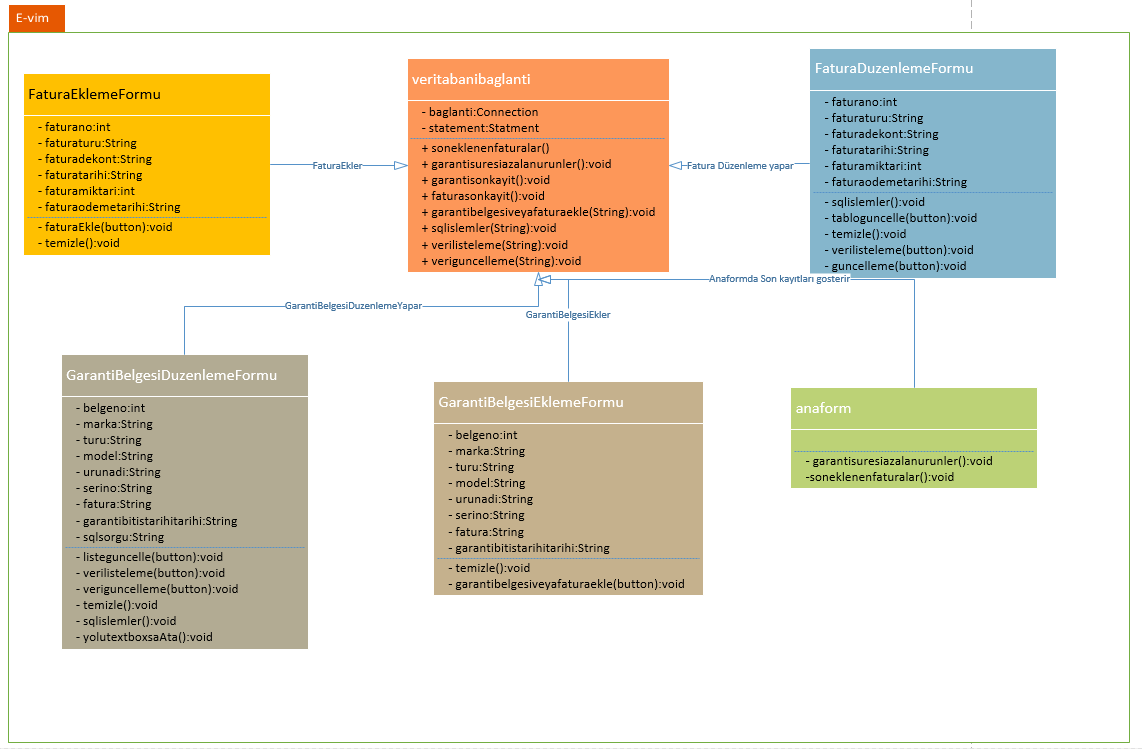 E-vim
FaturaEklemeFormu
- faturano:int
- faturaturu:String
- faturadekont:String
- faturatarihi:String
- faturamiktari:int
- faturaodemetarihi:String
- faturaEkle(button):void
- temizle():void
FaturaEkler
veritabanibaglanti
- baglanti:Connection
- statement:Statment
+ soneklenenfaturalar()
+ garantisuresiazalanurunler():void
+ garantisonkayit():void
+ faturasonkayit():void
+ garantibelgesiveyafaturaekle(String):void
+ sqlislemler(String):void
+ verilisteleme(String):void
+ veriguncelleme(String):void
Fatura Düzenleme yapar
FaturaDuzenlemeFormu
- faturano:int
- faturaturu:String
- faturadekont:String
- faturatarihi:String
- faturamiktari:int
- faturaodemetarihi:String
- sqlislemler():void
- tabloguncelle(button):void
- temizle():void
- verilisteleme(button):void
- guncelleme(button):void
Anaformda Son kayıtları gösterir
GarantiBelgesiDuzenlemeYapar
GarantiBelgesiEkler
GarantiBelgesiDuzenlemeFormu
- belgeno:int
- marka:String
- turu:String
- model:String
- urunadi:String
- serino:String
- fatura:String
- garantibitistarihitarihi:String
- sqlsorgu:String
- listeguncelle(button):void
- verilisteleme(button):void
- veriguncelleme(button):void
- temizle():void
- sqlislemler():void
- yolutextboxsaAta():void
GarantiBelgesiEklemeFormu
- belgeno:int
- marka:String
- turu:String
- model:String
- urunadi:String
- serino:String
- fatura:String
- garantibitistarihitarihi:String
- temizle():void
- garantibelgesiveyafaturaekle(button):void
anaform
- garantisuresiazalanurunler():void
-soneklenenfaturalar():void